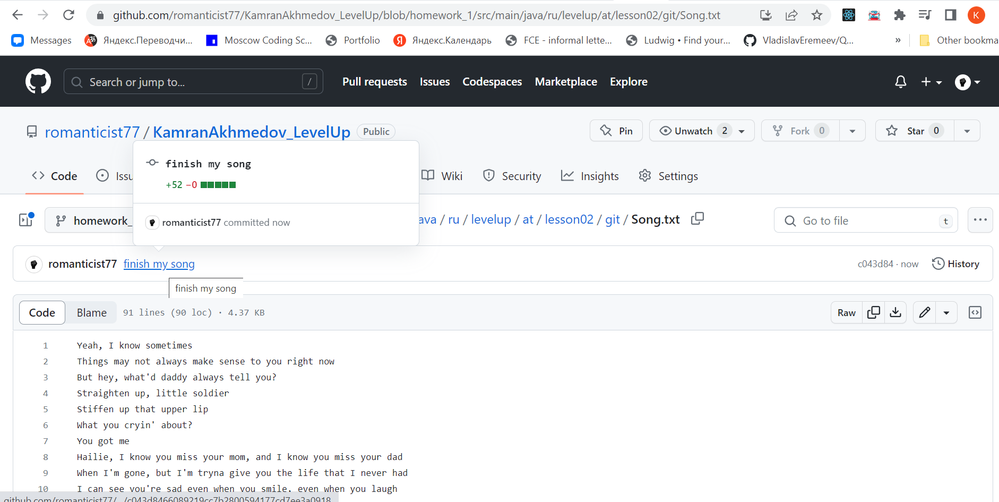 github.com/romanticist77/KamranAkhmedov_LevelUp/blob/homework_1/src/main/java/ru/levelup/at/lesson02/git/Song.txt
K
Messages
Яндекс.Переводчи...
Moscow Coding Sc...
Portfolio
Яндекс.Календарь
FCE - informal lette...
Ludwig • Find your...
VladislavEremeev/Q...
»
Other bookma
Search or jump to...
/
Pull requests
Issues
Codespaces
Marketplace
Explore
romanticist77 / KamranAkhmedov_LevelUp
Public
Pin
Unwatch 2
Fork 0
Star 0
finish my song
+52 −0
romanticist77 committed now
Code
Issu
Wiki
Security
Insights
Settings
homework_
ava / ru / levelup / at / lesson02 / git / Song.txt
Go to file
t
romanticist77 finish my song
c043d84 · now
History
finish my song
Code
Blame
91 lines (90 loc) · 4.37 KB
Raw
1 Yeah, I know sometimes
2 Things may not always make sense to you right now
3 But hey, what'd daddy always tell you?
4 Straighten up, little soldier
5 Stiffen up that upper lip
6 What you cryin' about?
7 You got me
8 Hailie, I know you miss your mom, and I know you miss your dad
9 When I'm gone, but I'm tryna give you the life that I never had
10 I can see you're sad even when you smile, even when you laugh
github.com/romanticist77/.../c043d8466089219cc7b2800594177cd7ee3a0918